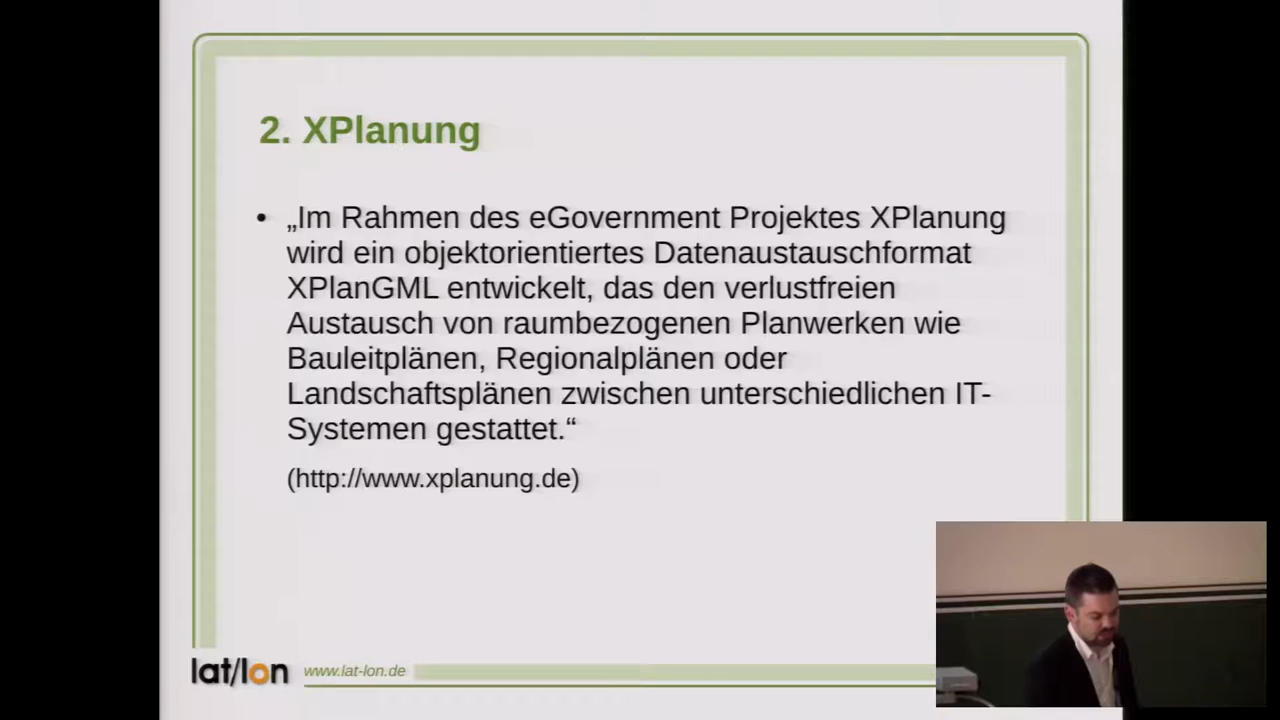 2. XPlanung
• „Im Rahmen des eGovernment Projektes XPlanung
wird ein objektorientiertes Datenaustauschformat
XPlanGML entwickelt, das den verlustfreien
Austausch von raumbezogenen Planwerken wie
Bauleitplänen, Regionalplänen oder
Landschaftsplänen zwischen unterschiedlichen IT-
Systemen gestattet.“
(http://www.xplanung.de)
lat/lon www.lat-lon.de